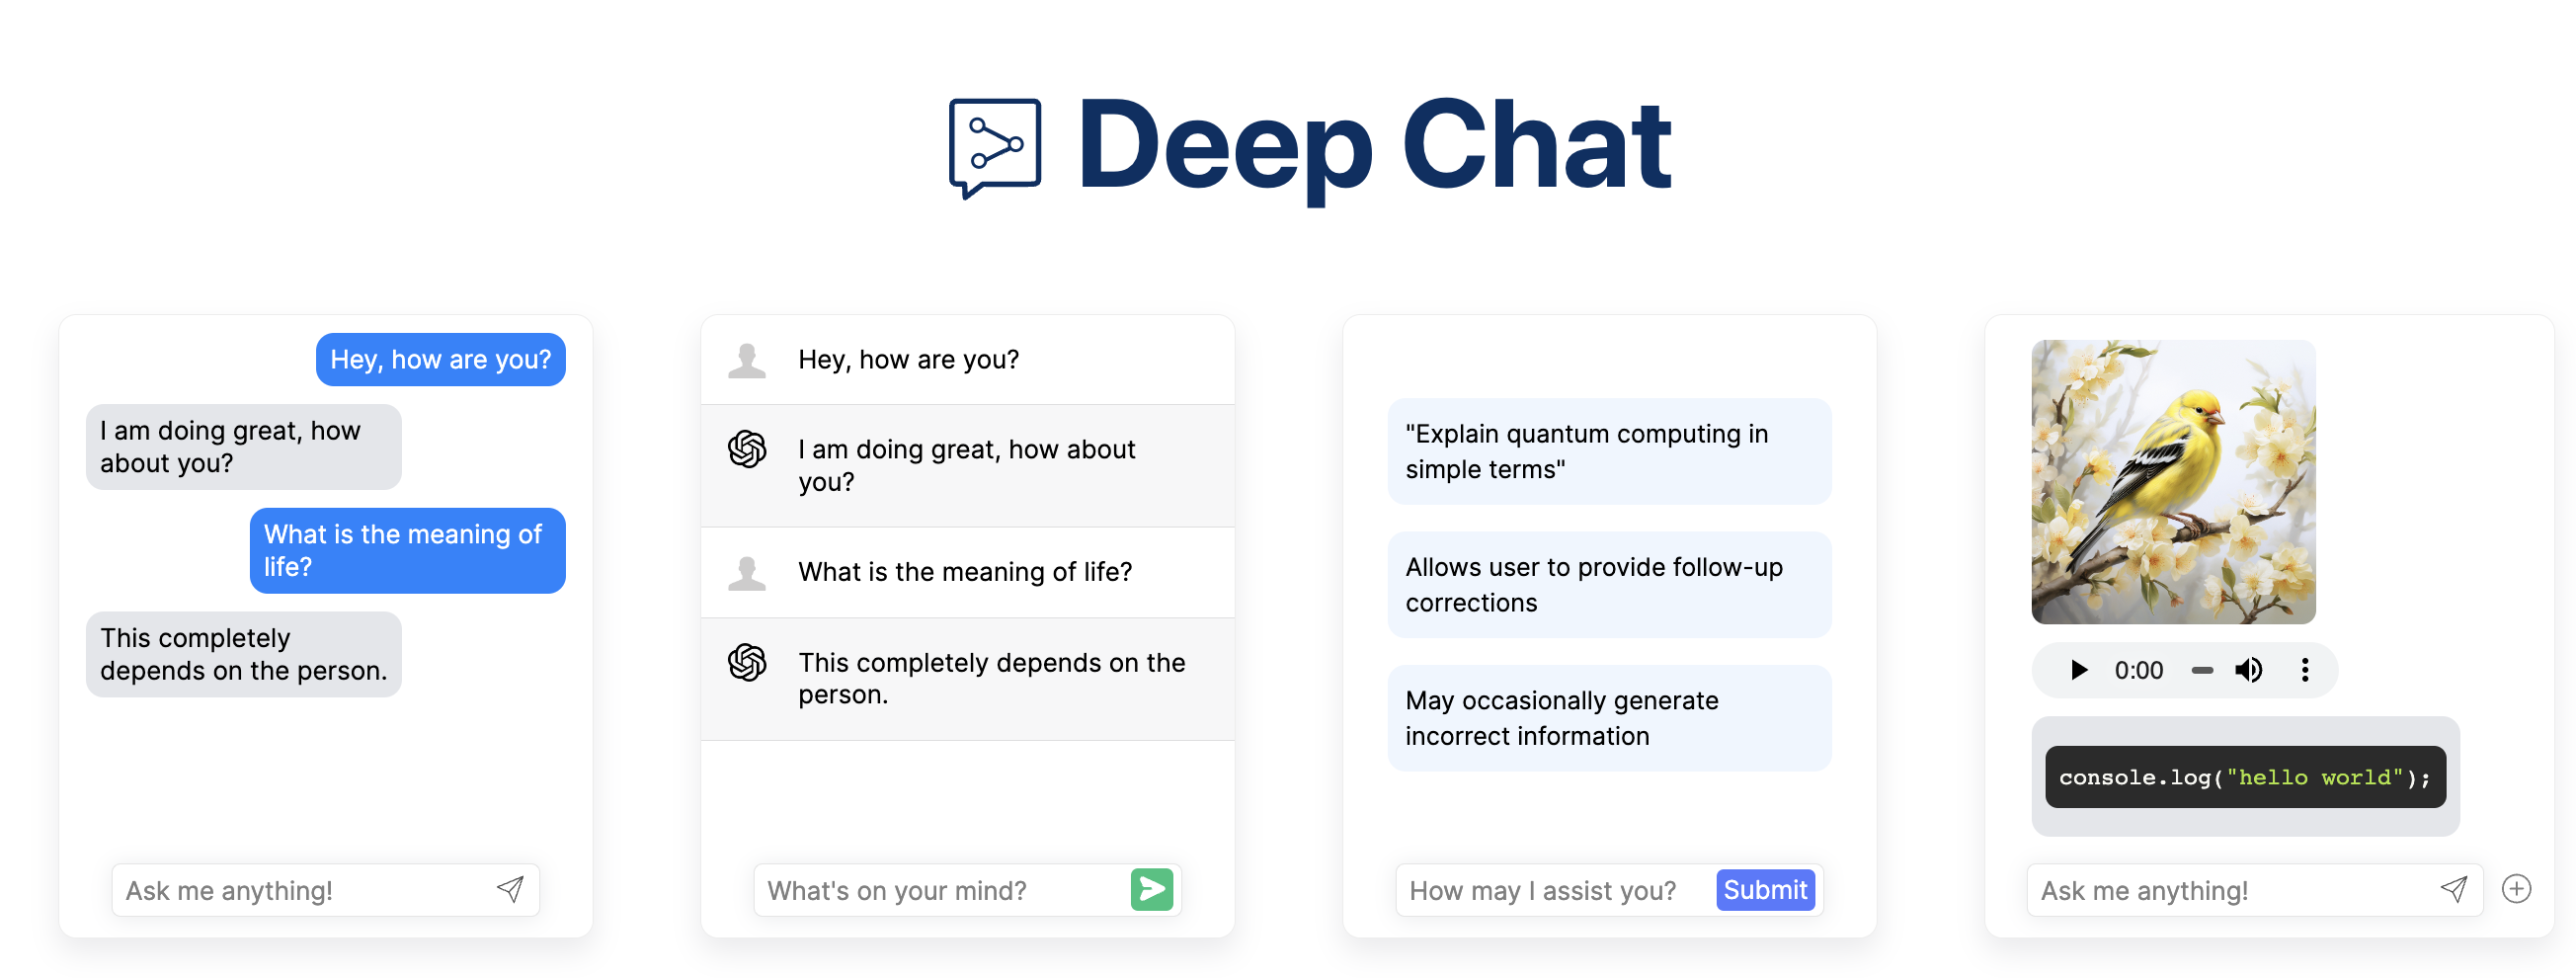 Deep Chat
Hey, how are you?
I am doing great, how
about you?
What is the meaning of
life?
This completely
depends on the person.
Ask me anything!
Hey, how are you?
I am doing great, how about
you?
What is the meaning of life?
This completely depends on the
person.
What's on your mind?
"Explain quantum computing in
simple terms"
Allows user to provide follow-up
corrections
May occasionally generate
incorrect information
How may I assist you?
Submit
0:00
console.log("hello world");
Ask me anything!